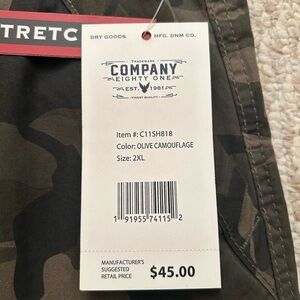 TRETC
DRY GOODS MFG. DNM CO.
TRADEMARK
COMPANY
EIGHTY ONE
EST. 1981
FINEST QUALITY
Item #: C11SH818
Color: OLIVE CAMOUFLAGE
Size: 2XL
1 91955 74115 2
MANUFACTURER'S
SUGGESTED
RETAIL PRICE
$45.00